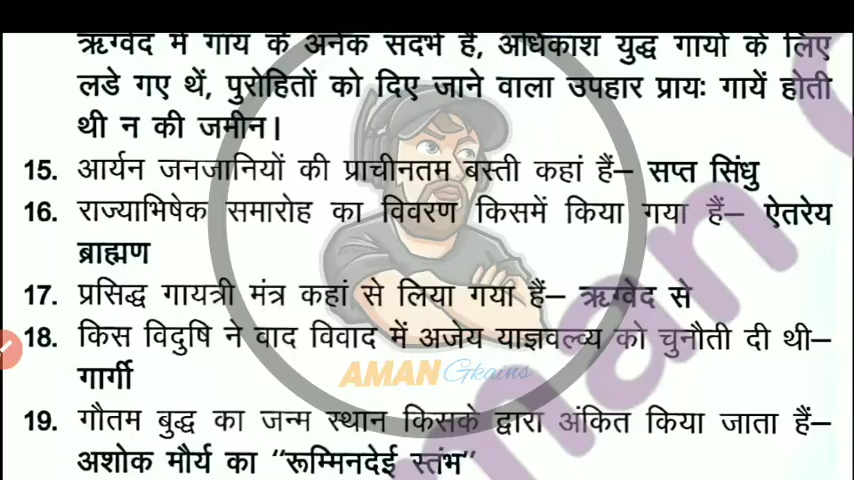 ऋग्वेद में गाय के अनेक संदर्भ हैं, अधिकांश युद्ध गायों के लिए
लडे गए थें, पुरोहितों को दिए जाने वाला उपहार प्रायः गायें होती
थी न की जमीन।
15. आर्यन जनजानियों की प्राचीनतम बस्ती कहां हैं– सप्त सिंधु
16. राज्याभिषेक समारोह का विवरण किसमें किया गया हैं– ऐतरेय
ब्राह्मण
17. प्रसिद्ध गायत्री मंत्र कहां से लिया गया हैं– ऋग्वेद से
18. किस विदुषि ने वाद विवाद में अजेय याज्ञवल्व्य को चुनौती दी थी–
गार्गी
AMAN Gkains
19. गौतम बुद्ध का जन्म स्थान किसके द्वारा अंकित किया जाता हैं–
अशोक मौर्य का "रूम्मिनदेई स्तंभ"